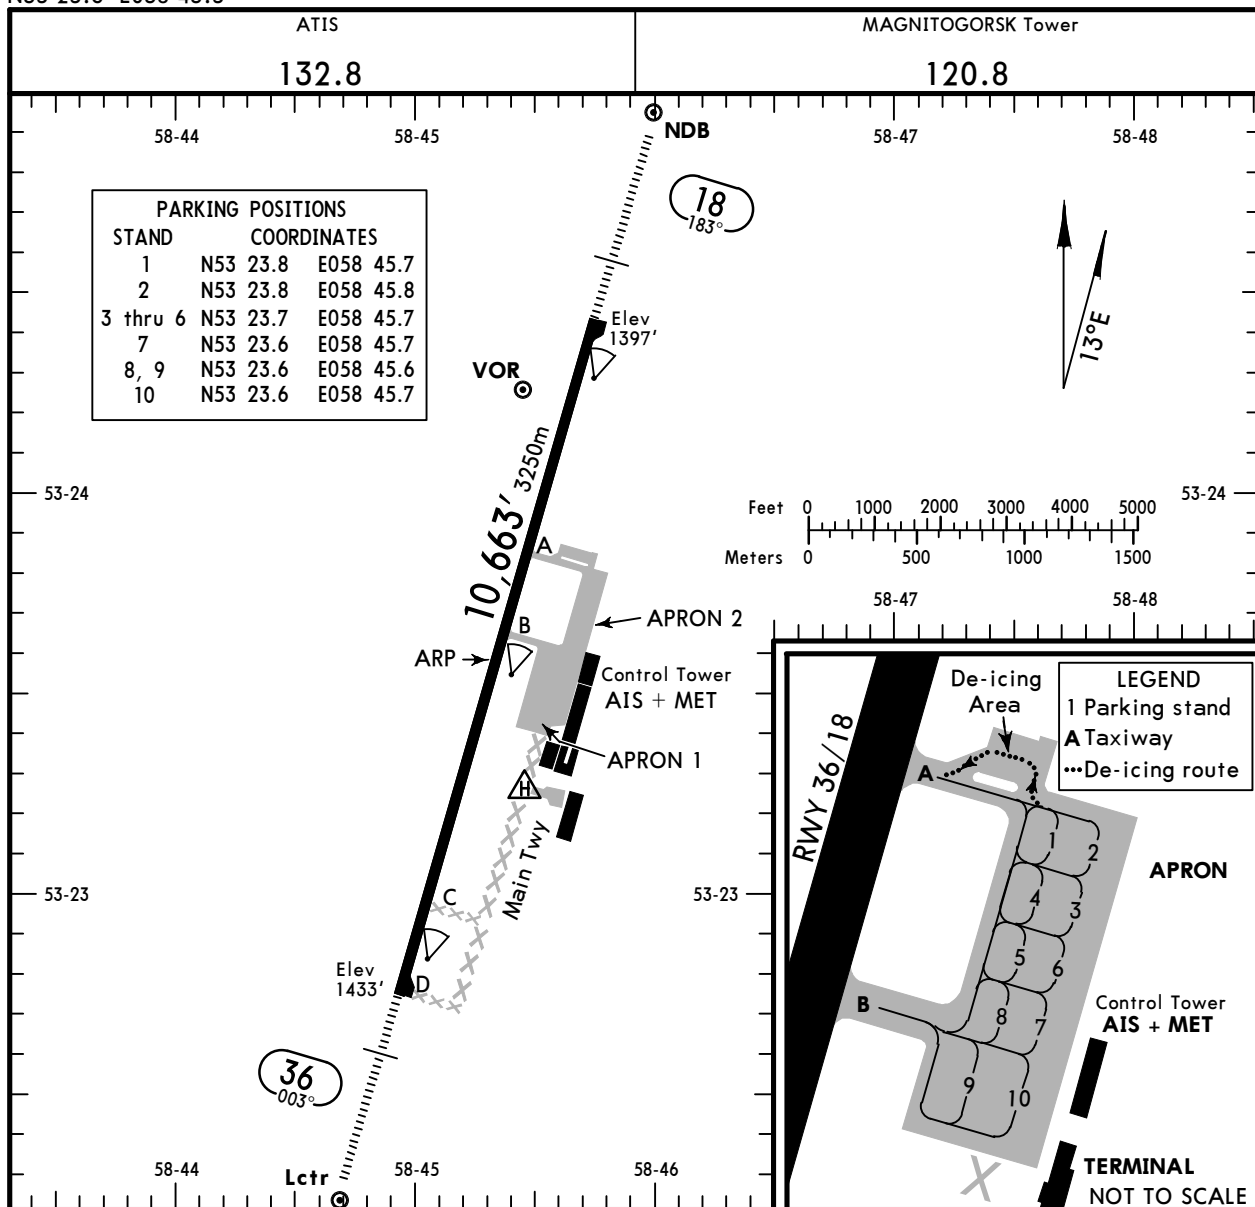 ATIS
132.8
MAGNITOGORSK Tower
120.8
58-44
58-45
NDB
58-47
58-48
18
183°
PARKING POSITIONS
STAND COORDINATES
1 N53 23.8 E058 45.7
2 N53 23.8 E058 45.8
3 thru 6 N53 23.7 E058 45.7
7 N53 23.6 E058 45.7
8, 9 N53 23.6 E058 45.6
10 N53 23.6 E058 45.7
13°E
Elev
1397'
VOR
10,663' 3250m
53-24
53-24
Feet 0 1000 2000 3000 4000 5000
Meters 0 500 1000 1500
58-47
58-48
A
B
APRON 2
ARP
Control Tower
AIS + MET
APRON 1
H
Main Twy
C
53-23
53-23
Elev
1433'
D
36
003°
58-44
58-45
58-46
Lctr
RWY 36/18
De-icing
Area
LEGEND
1 Parking stand
A Taxiway
De-icing route
A
1
2
APRON
4
3
5
6
B
8
7
Control Tower
AIS + MET
9
10
TERMINAL
NOT TO SCALE